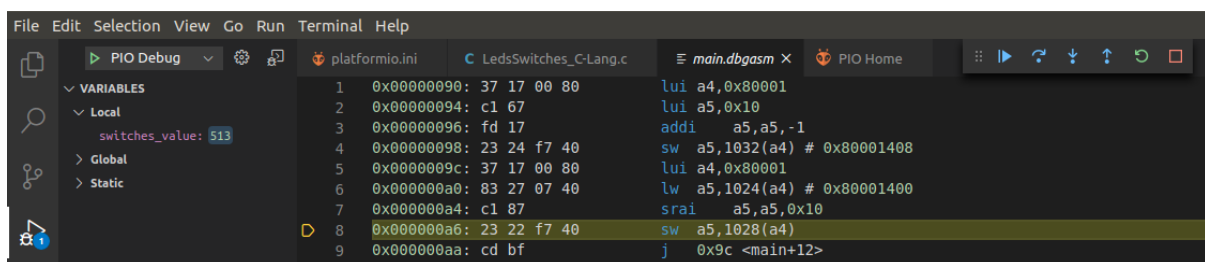 File Edit Selection View Go Run Terminal Help
PIO Debug
platformio.ini
C LedsSwitches_C-Lang.c
main.dbgasm
PIO Home
VARIABLES
Local
switches_value: 513
Global
Static
1
1 0x00000090: 37 17 00 80 lui a4,0x80001
2 0x00000094: c1 67 lui a5,0x10
3 0x00000096: fd 17 addi a5,a5,-1
4 0x00000098: 23 24 f7 40 sw a5,1032(a4) # 0x80001408
5 0x0000009c: 37 17 00 80 lui a4,0x80001
6 0x000000a0: 83 27 07 40 lw a5,1024(a4) # 0x80001400
7 0x000000a4: c1 87 srai a5,a5,0x10
8 0x000000a6: 23 22 f7 40 sw a5,1028(a4)
9 0x000000aa: cd bf j 0x9c <main+12>